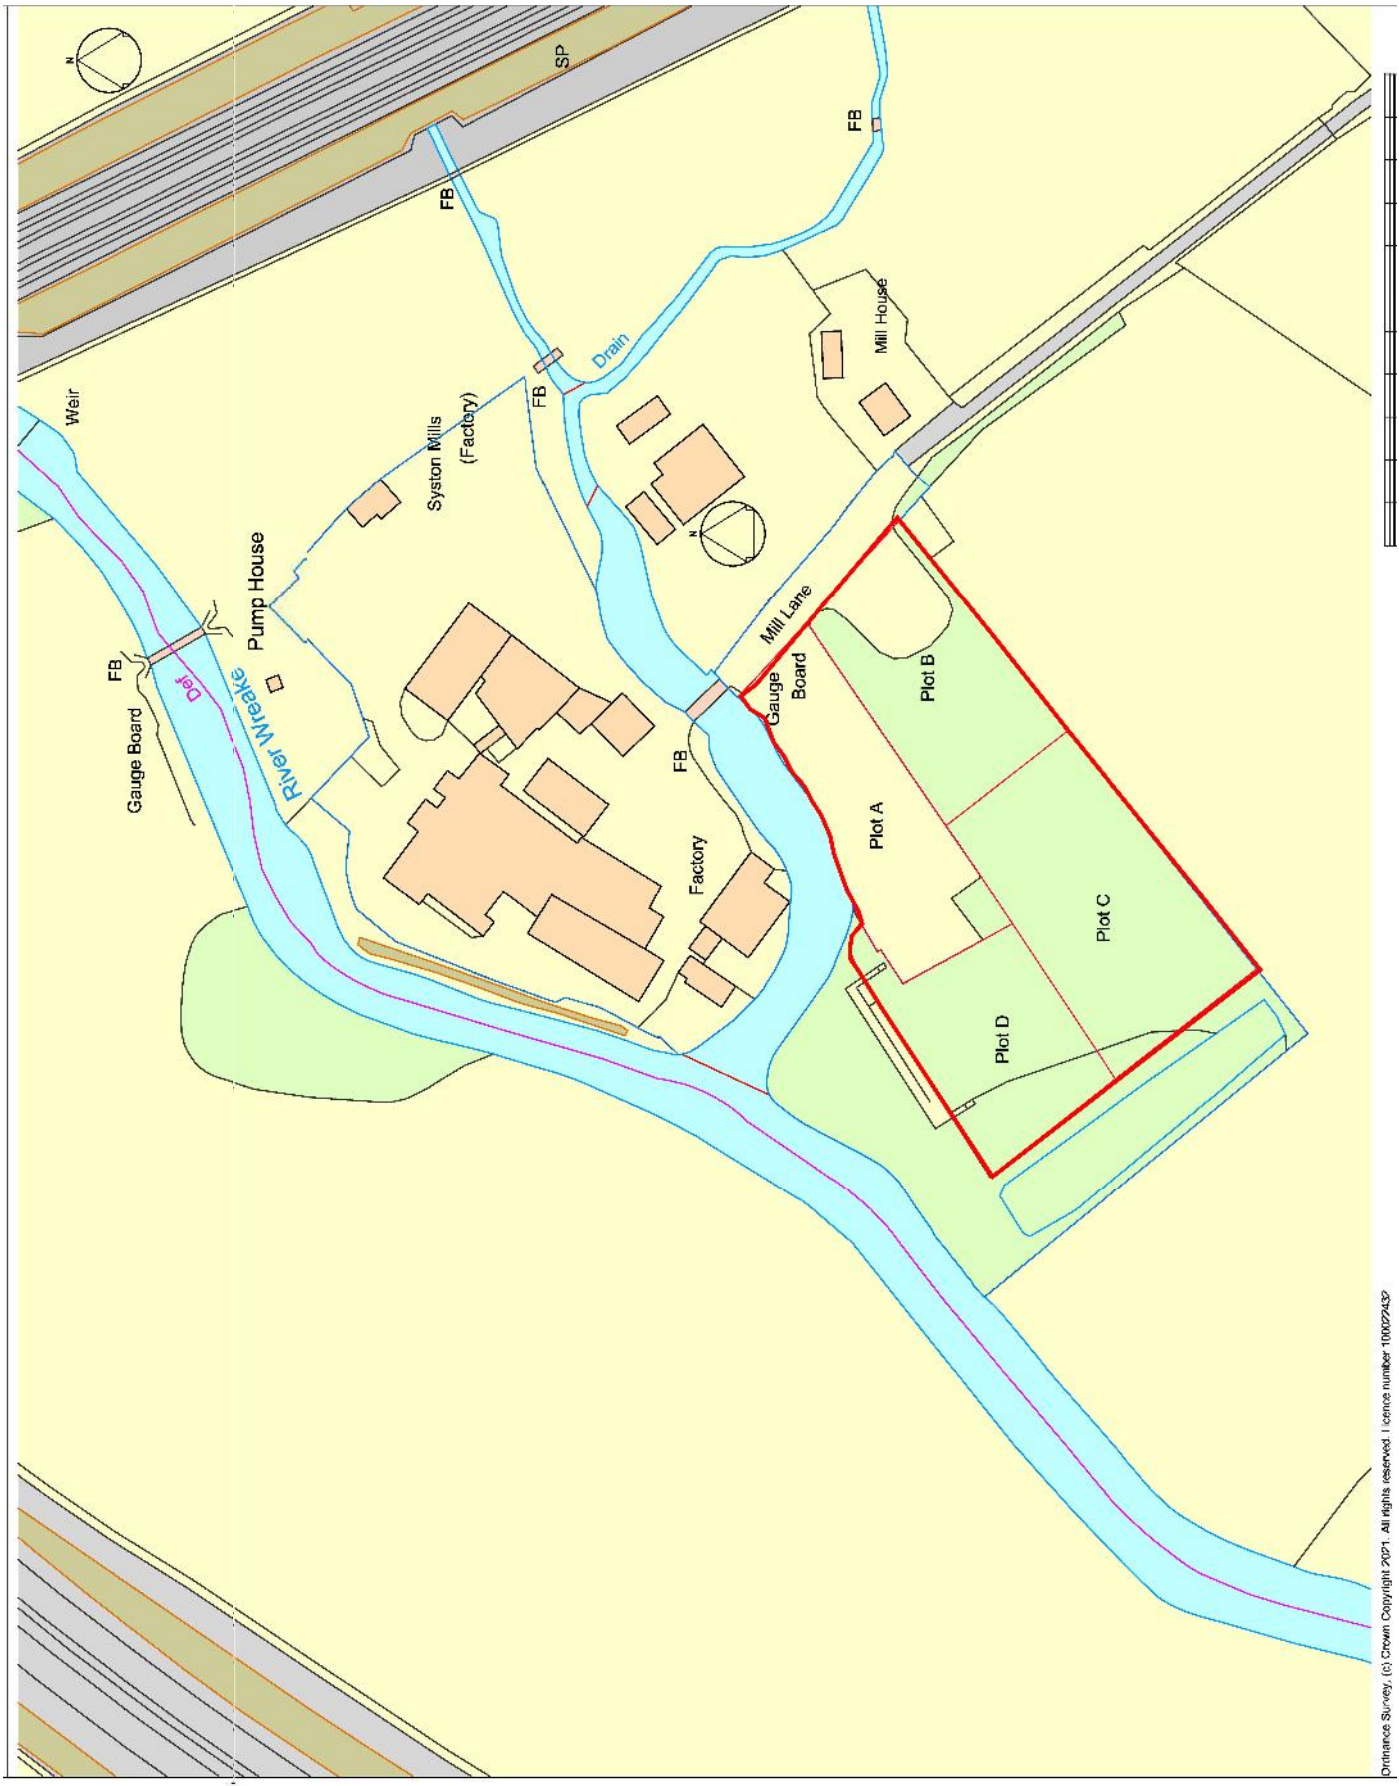 N
SP
FB
FB
Weir
Drain
Mill House
FB
Syston Mills
(Factory)
N
Pump House
FB
Mill Lane
Gauge
Board
Def
River Wreake
Gauge Board
FB
Plot B
Plot A
Factory
Plot C
Plot D
Ordnance Survey, (c) Crown Copyright 2021. All rights reserved. Licence number 100022432